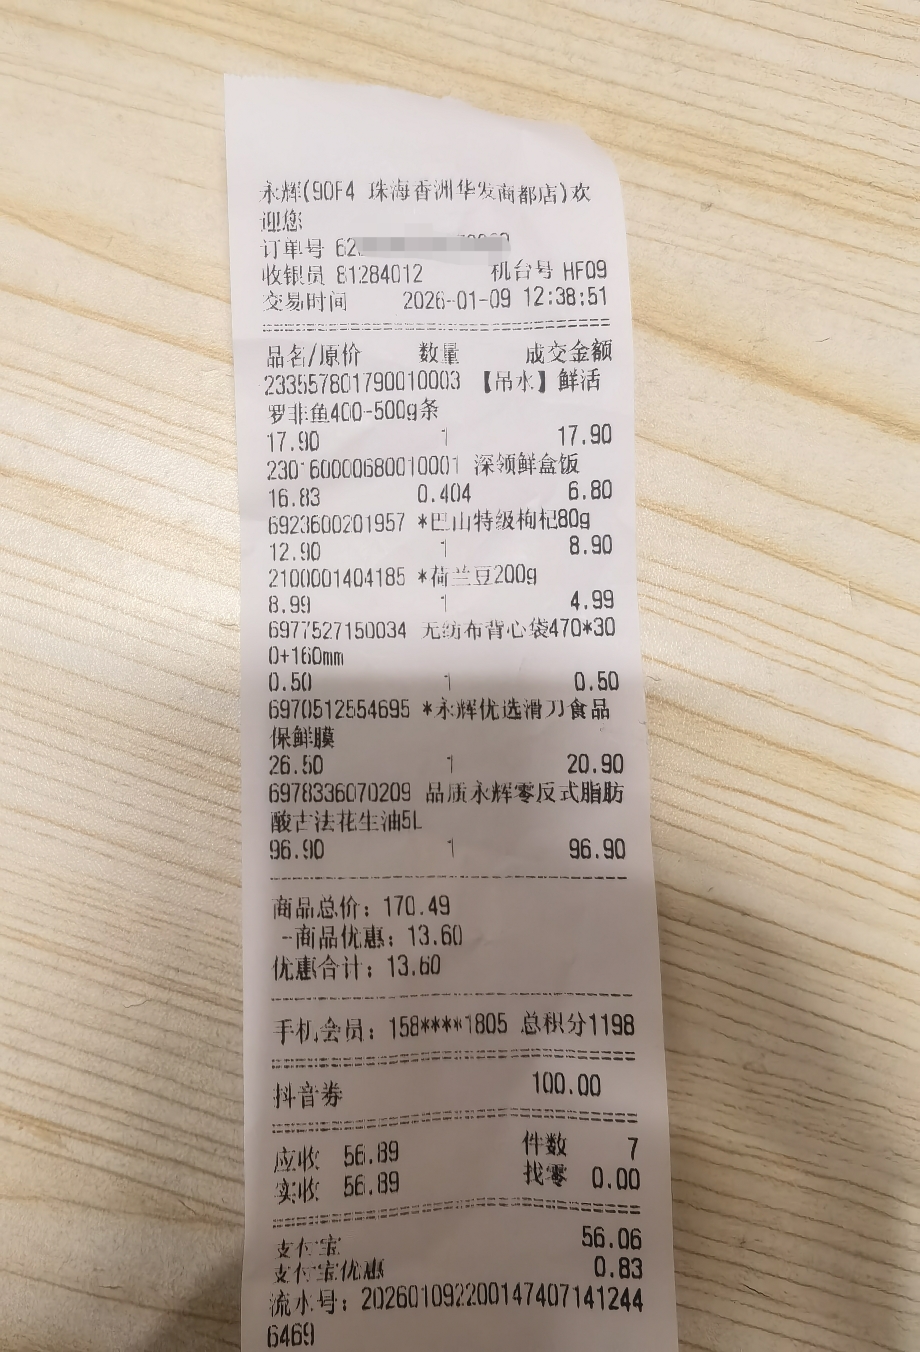 永辉(90F4 珠海香洲华发商都店)欢
迎您
订单号 62
收银员 81284012 机台号 HF09
交易时间 2026-01-09 12:38:51
品名/原价 数量 成交金额
233557801790010003 【吊水】鲜活
罗非鱼400-500g条
17.90 1 17.90
230160000680010001 深领鲜盒饭
16.83 0.404 6.80
6923600201957 *巴山特级枸杞80g
12.90 1 8.90
2100001404185 *荷兰豆200g
8.99 1 4.99
6977527150034 无纺布背心袋470*30
0+160mm
0.50 1 0.50
6970512554695 *永辉优选滑刀食品
保鲜膜
26.50 1 20.90
6978336070209 品质永辉零反式脂肪
酸古法花生油5L
96.90 1 96.90
商品总价: 170.49
-商品优惠: 13.60
优惠合计: 13.60
手机会员: 158****1805 总积分1198
抖音券 100.00
应收 56.89 件数 7
实收 56.89 找零 0.00
支付宝 56.06
支付宝优惠 0.83
流水号: 202601092200147407141244
6469